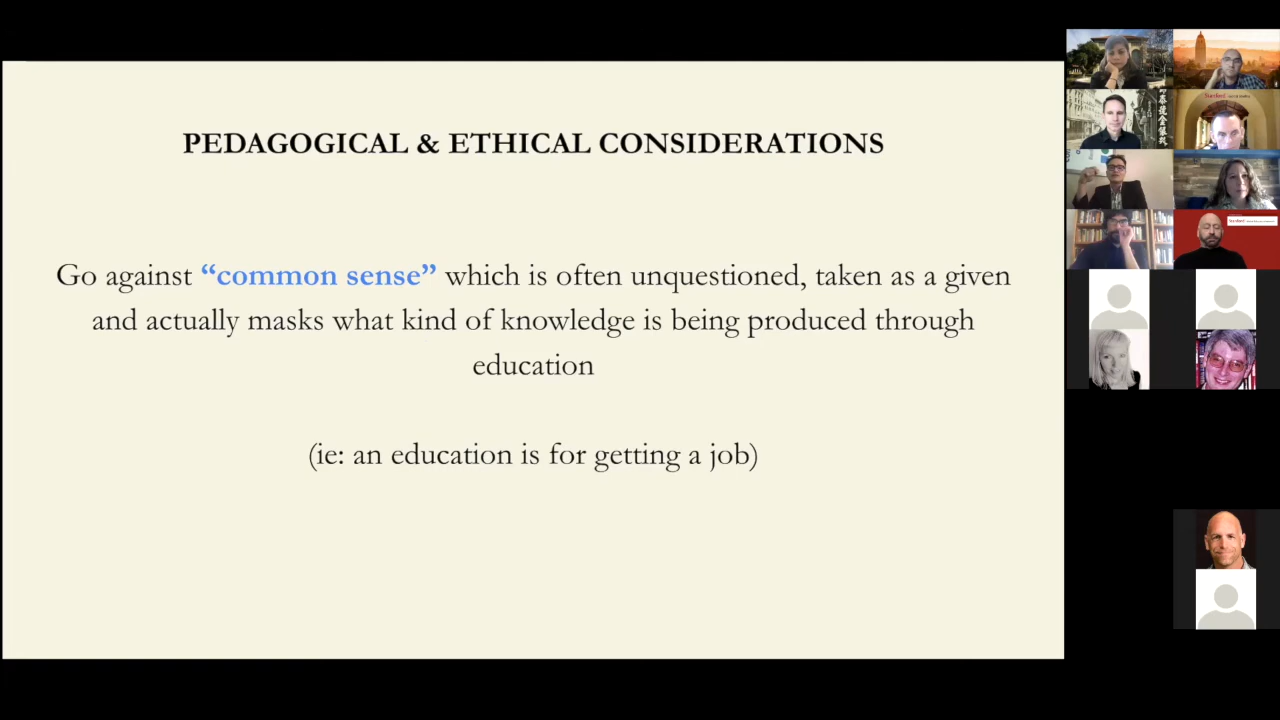 PEDAGOGICAL & ETHICAL CONSIDERATIONS
Go against “common sense” which is often unquestioned, taken as a given
and actually masks what kind of knowledge is being produced through
education
(ie: an education is for getting a job)